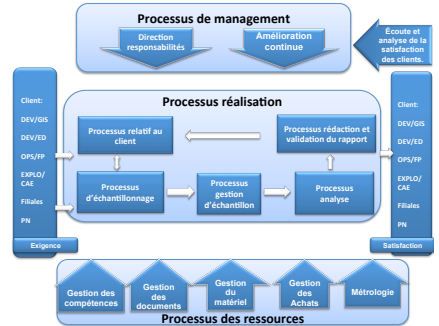 Processus de management
Direction
responsabilités
Amélioration
continue
Écoute et
analyse de la
satisfaction
des clients.
Client:
DEV/GIS
DEV/ED
OPS/FP
EXPLO/
CAE
Filiales
PN
Exigence
Processus réalisation
Processus relatif au
client
Processus rédaction et
validation du rapport
Processus
d'échantillonnage
Processus
gestion
d'échantillon
Processus
analyse
Client:
DEV/GIS
DEV/ED
OPS/FP
EXPLO/
CAE
Filiales
PN
Satisfaction
Gestion des
compétences
Gestion des
documents
Gestion
du
matériel
Gestion
des
Achats
Métrologie
Processus des ressources